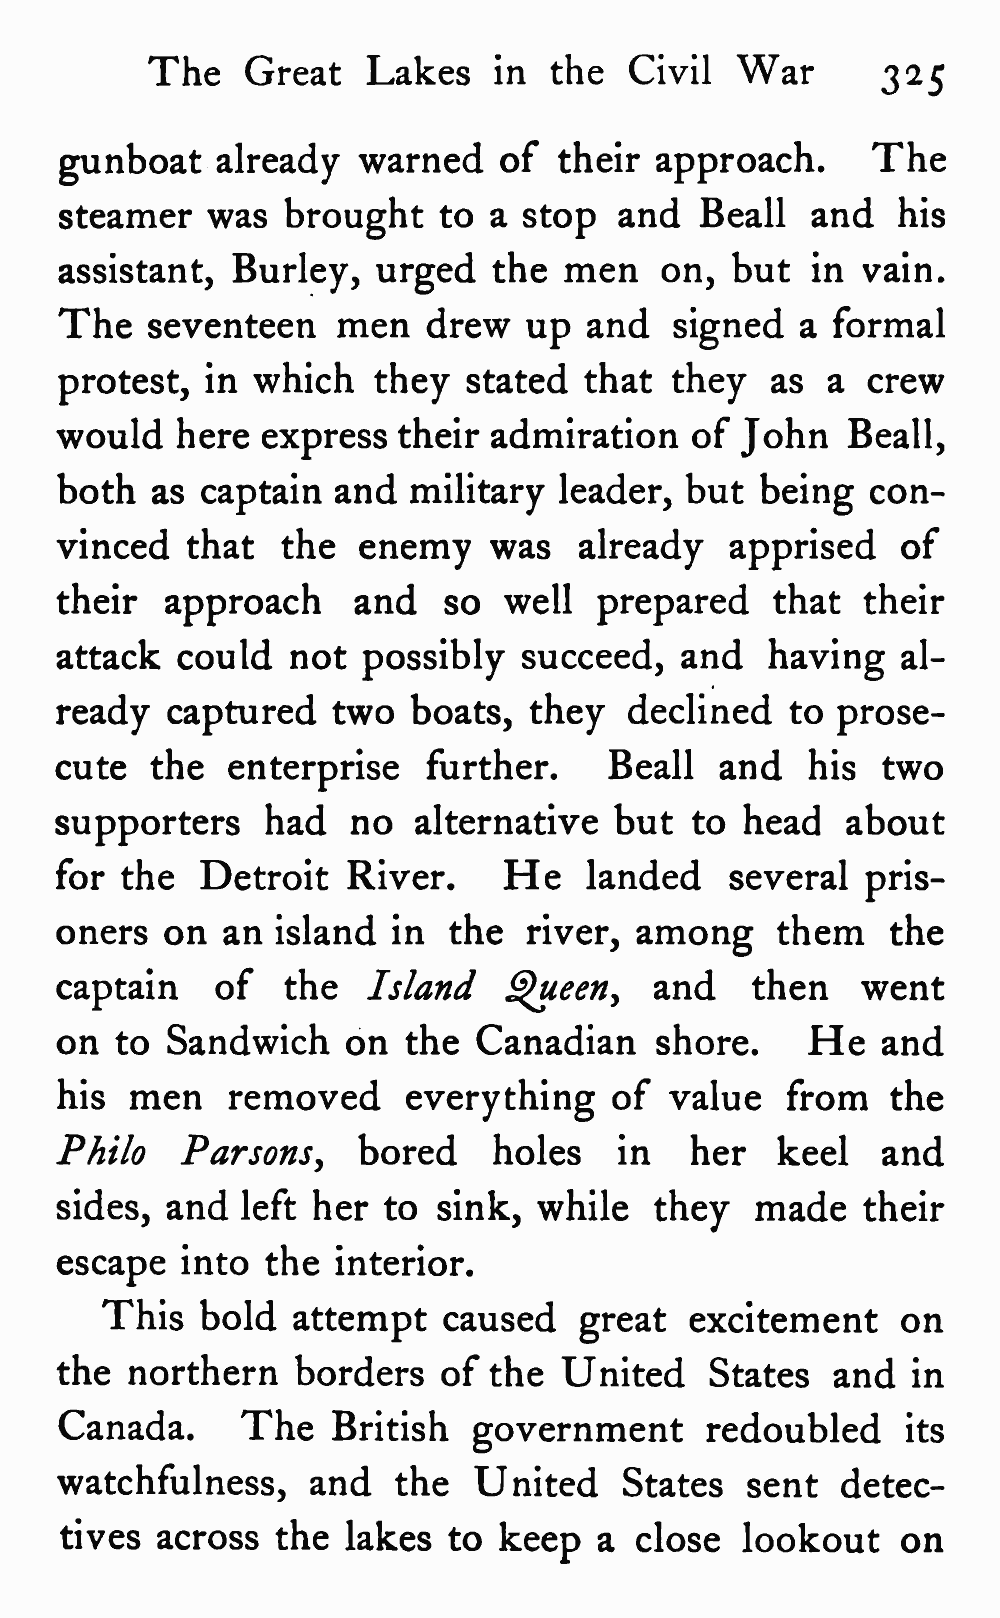 The Great Lakes in the Civil War 325
gunboat already warned of their approach. The
steamer was brought to a stop and Beall and his
assistant, Burley, urged the men on, but in vain.
The seventeen men drew up and signed a formal
protest, in which they stated that they as a crew
would here express their admiration of John Beall,
both as captain and military leader, but being con-
vinced that the enemy was already apprised of
their approach and so well prepared that their
attack could not possibly succeed, and having al-
ready captured two boats, they declined to prose-
cute the enterprise further. Beall and his two
supporters had no alternative but to head about
for the Detroit River. He landed several pris-
oners on an island in the river, among them the
captain of the Island Queen, and then went
on to Sandwich on the Canadian shore. He and
his men removed everything of value from the
Philo Parsons, bored holes in her keel and
sides, and left her to sink, while they made their
escape into the interior.
This bold attempt caused great excitement on
the northern borders of the United States and in
Canada. The British government redoubled its
watchfulness, and the United States sent detec-
tives across the lakes to keep a close lookout on